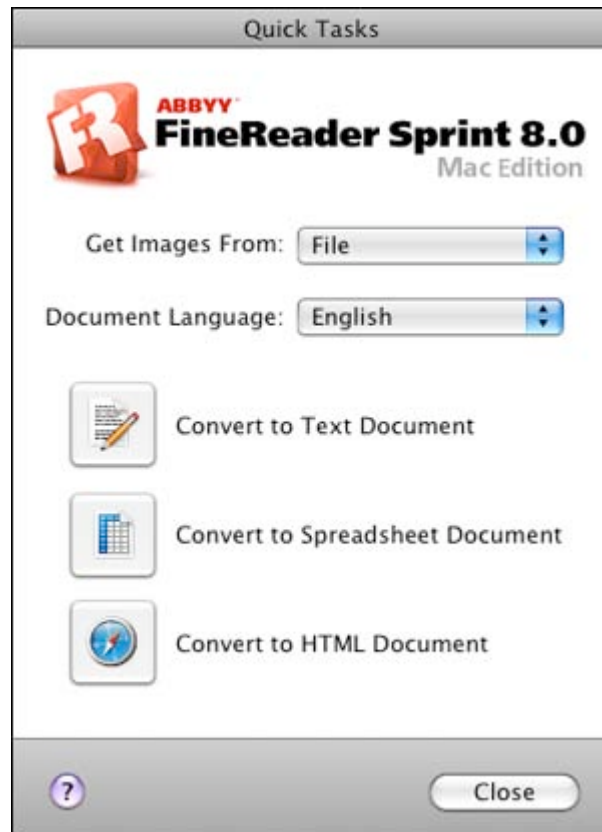 Quick Tasks
ABBYY
FineReader Sprint 8.0
Mac Edition
Get Images From: File
Document Language: English
Convert to Text Document
Convert to Spreadsheet Document
Convert to HTML Document
? Close